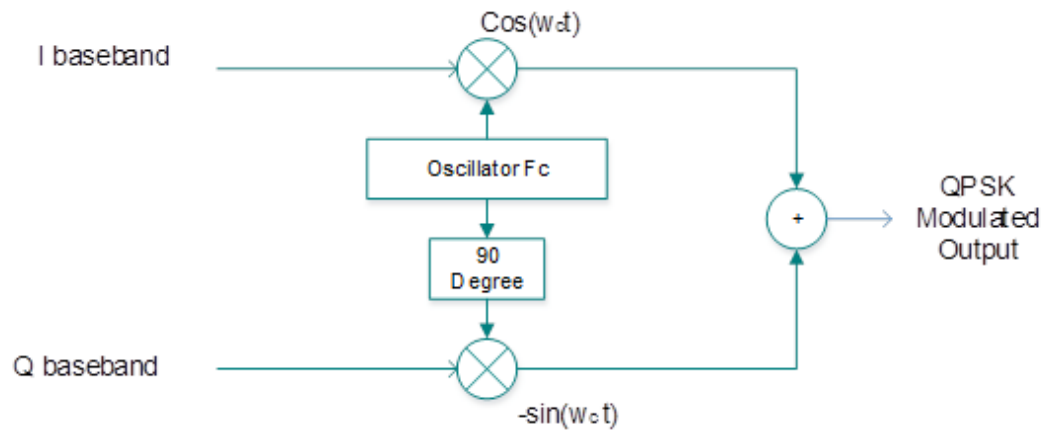 Cos(wct)
I baseband
Oscillator Fc
90
Degree
+
QPSK
Modulated
Output
Q baseband
-sin(wct)